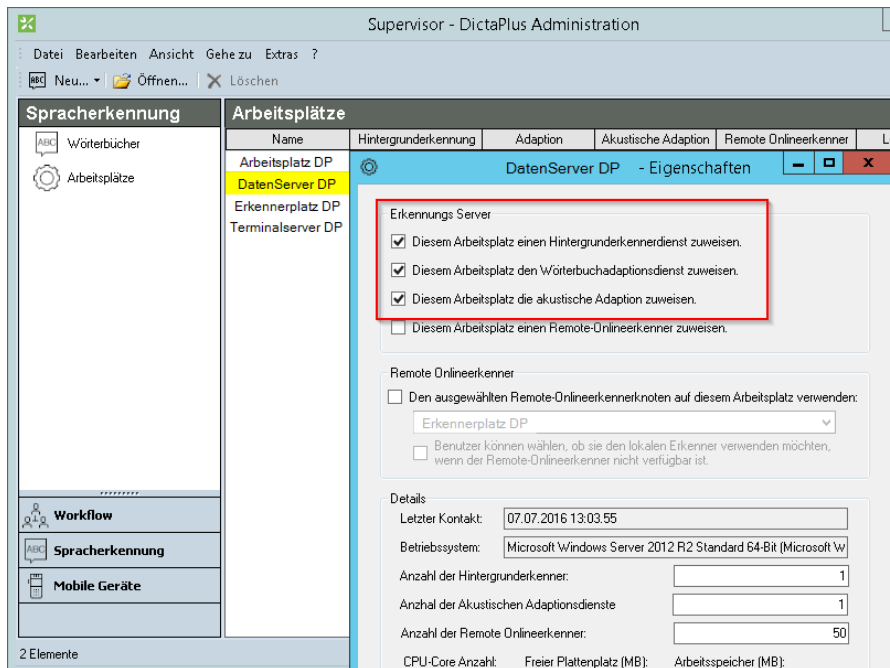 Supervisor - DictaPlus Administration
Datei Bearbeiten Ansicht Gehe zu Extras ?
ABC Neu... Öffnen... Löschen
Spracherkennung
ABC Wörterbücher
Arbeitsplätze
Arbeitsplätze
Name Hintergrunderkennung Adaption Akustische Adaption Remote Onlineerkenner L
Arbeitsplatz DP
DatenServer DP
Erkennerplatz DP
Terminalserver DP
DatenServer DP - Eigenschaften
Erkennungs Server
Diesem Arbeitsplatz einen Hintergrunderkennerdienst zuweisen.
Diesem Arbeitsplatz den Wörterbuchadaptionsdienst zuweisen.
Diesem Arbeitsplatz die akustische Adaption zuweisen.
Diesem Arbeitsplatz einen Remote-Onlineerkenner zuweisen.
Remote Onlineerkenner
Den ausgewählten Remote-Onlineerkennerknoten auf diesem Arbeitsplatz verwenden:
Erkennerplatz DP
Benutzer können wählen, ob sie den lokalen Erkenner verwenden möchten,
wenn der Remote-Onlineerkenner nicht verfügbar ist.
Details
Letzter Kontakt: 07.07.2016 13:03.55
Betriebssystem: Microsoft Windows Server 2012 R2 Standard 64-Bit (Microsoft W
Anzahl der Hintergrunderkenner: 1
Anzhal der Akustischen Adaptionsdienste 1
Anzahl der Remote Onlineerkenner: 50
CPU-Core Anzahl: Freier Plattenplatz (MB): Arbeitsspeicher (MB):
Workflow
ABC Spracherkennung
Mobile Geräte
2 Elemente